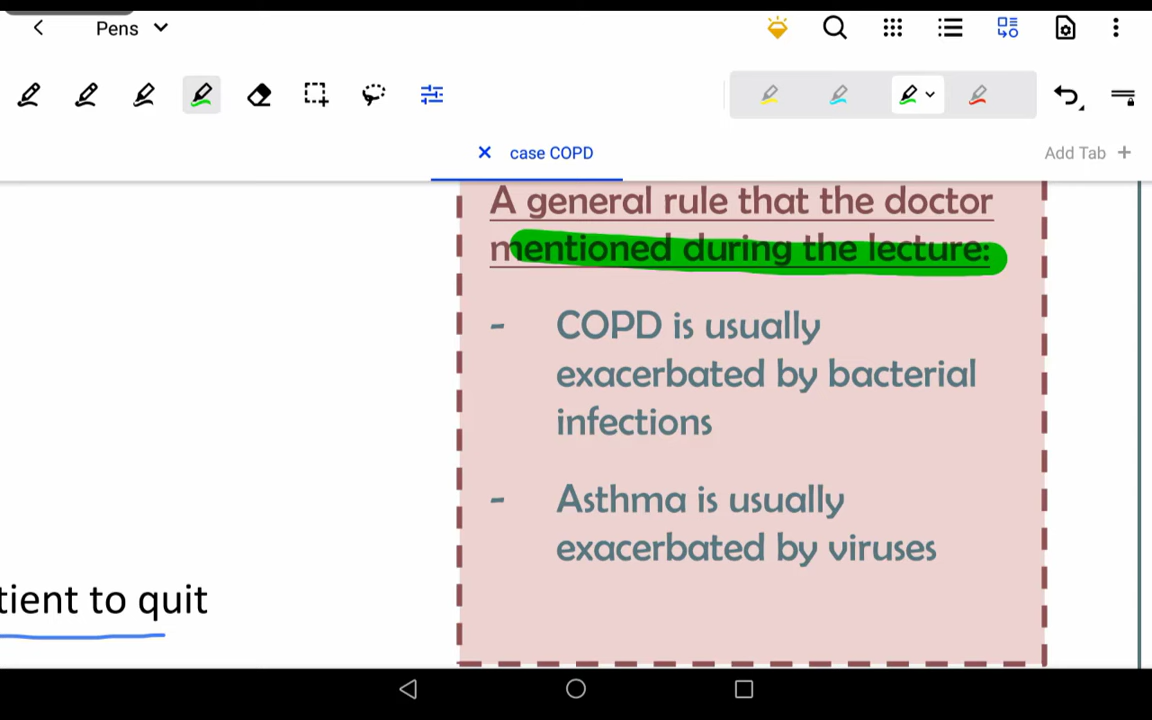 Pens
case COPD
Add Tab
A general rule that the doctor
mentioned during the lecture:
- COPD is usually
exacerbated by bacterial
infections
- Asthma is usually
exacerbated by viruses
tient to quit